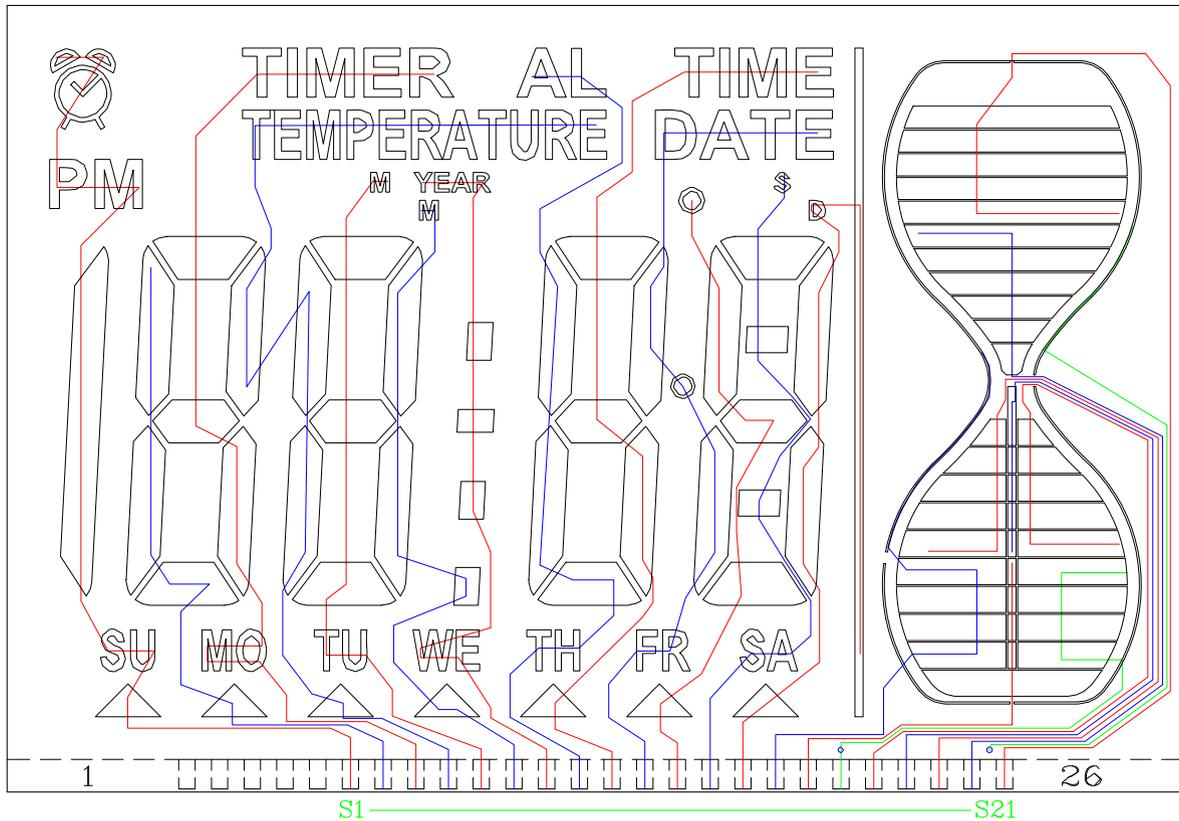 TIMER AL TIME
TEMPERATURE DATE
PM
M YEAR S
M D
SU MO TU WE TH FR SA
1 26
S1 S21